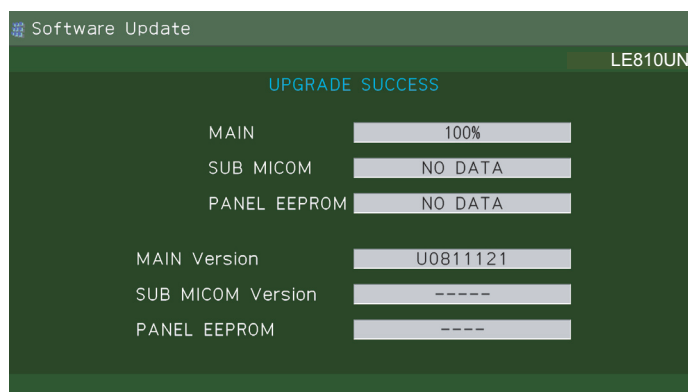 Software Update
LE810UN
UPGRADE SUCCESS
MAIN 100%
SUB MICOM NO DATA
PANEL EEPROM NO DATA
MAIN Version U0811121
SUB MICOM Version -----
PANEL EEPROM ----